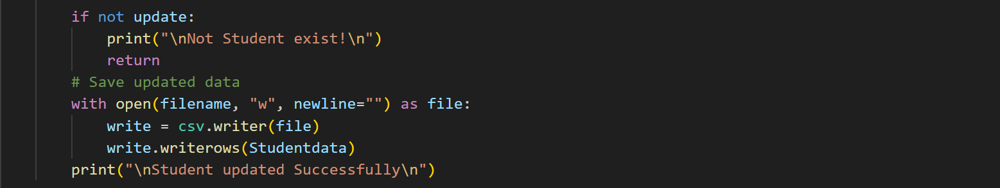 if not update:
print("\nNot Student exist!\n")
return
# Save updated data
with open(filename, "w", newline="") as file:
write = csv.writer(file)
write.writerows(Studentdata)
print("\nStudent updated Successfully\n")